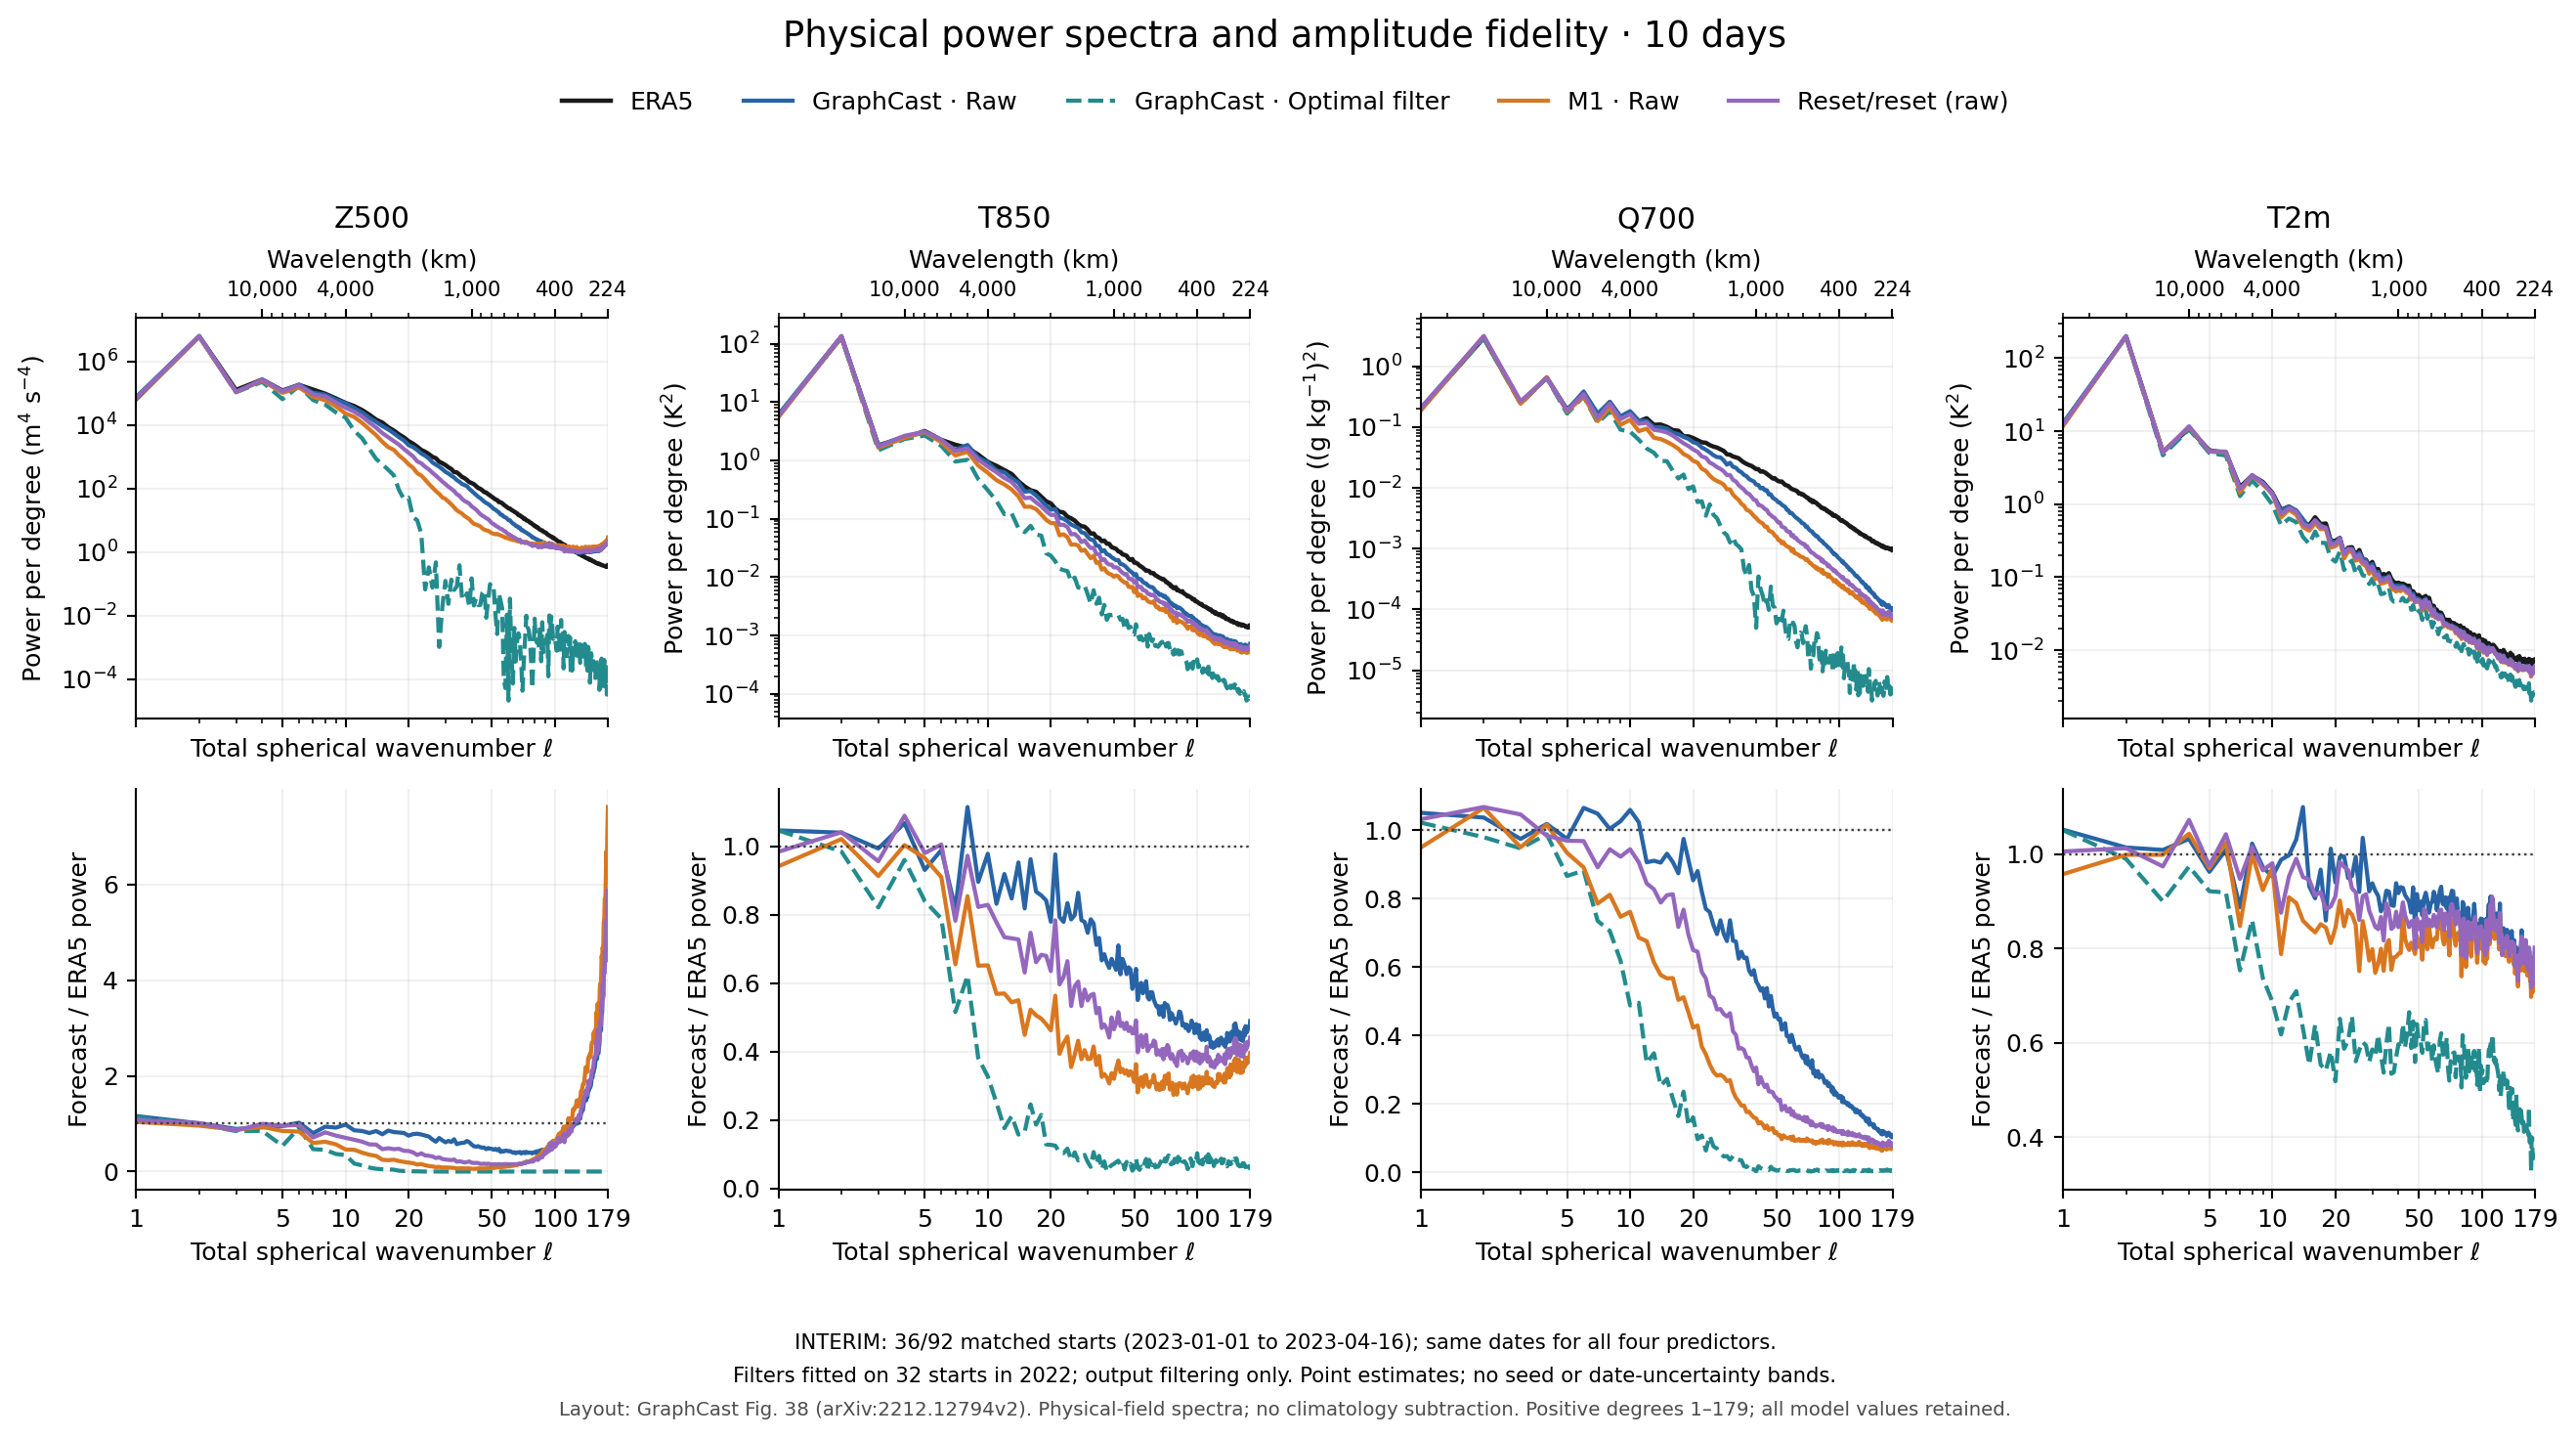 Physical power spectra and amplitude fidelity · 10 days
ERA5 GraphCast · Raw GraphCast · Optimal filter M1 · Raw Reset/reset (raw)
Z500 T850 Q700 T2m
Wavelength (km) Wavelength (km) Wavelength (km) Wavelength (km)
10,000 4,000 1,000 400 224 10,000 4,000 1,000 400 224 10,000 4,000 1,000 400 224 10,000 4,000 1,000 400 224
Power per degree (m⁴ s⁻⁴)
10⁶
10⁴
10²
10⁰
10⁻²
10⁻⁴
Power per degree (K²)
10²
10¹
10⁰
10⁻¹
10⁻²
10⁻³
10⁻⁴
Power per degree ((g kg⁻¹)²)
10⁰
10⁻¹
10⁻²
10⁻³
10⁻⁴
10⁻⁵
Power per degree (K²)
10²
10¹
10⁰
10⁻¹
10⁻²
Total spherical wavenumber ℓ Total spherical wavenumber ℓ Total spherical wavenumber ℓ Total spherical wavenumber ℓ
Forecast / ERA5 power
6
4
2
0
Forecast / ERA5 power
1.0
0.8
0.6
0.4
0.2
0.0
Forecast / ERA5 power
1.0
0.8
0.6
0.4
0.2
0.0
Forecast / ERA5 power
1.0
0.8
0.6
0.4
1 5 10 20 50 100 179 1 5 10 20 50 100 179 1 5 10 20 50 100 179 1 5 10 20 50 100 179
Total spherical wavenumber ℓ Total spherical wavenumber ℓ Total spherical wavenumber ℓ Total spherical wavenumber ℓ
INTERIM: 36/92 matched starts (2023-01-01 to 2023-04-16); same dates for all four predictors.
Filters fitted on 32 starts in 2022; output filtering only. Point estimates; no seed or date-uncertainty bands.
Layout: GraphCast Fig. 38 (arXiv:2212.12794v2). Physical-field spectra; no climatology subtraction. Positive degrees 1–179; all model values retained.